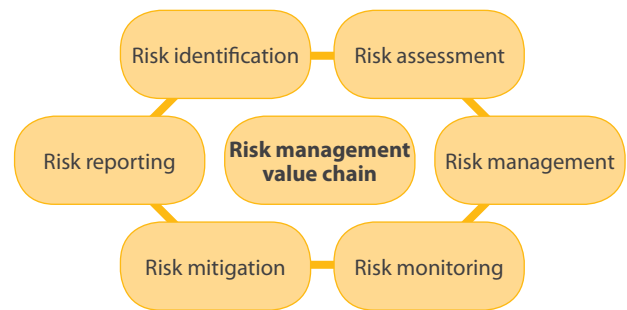 Risk identification
Risk assessment
Risk reporting
Risk management
value chain
Risk management
Risk mitigation
Risk monitoring